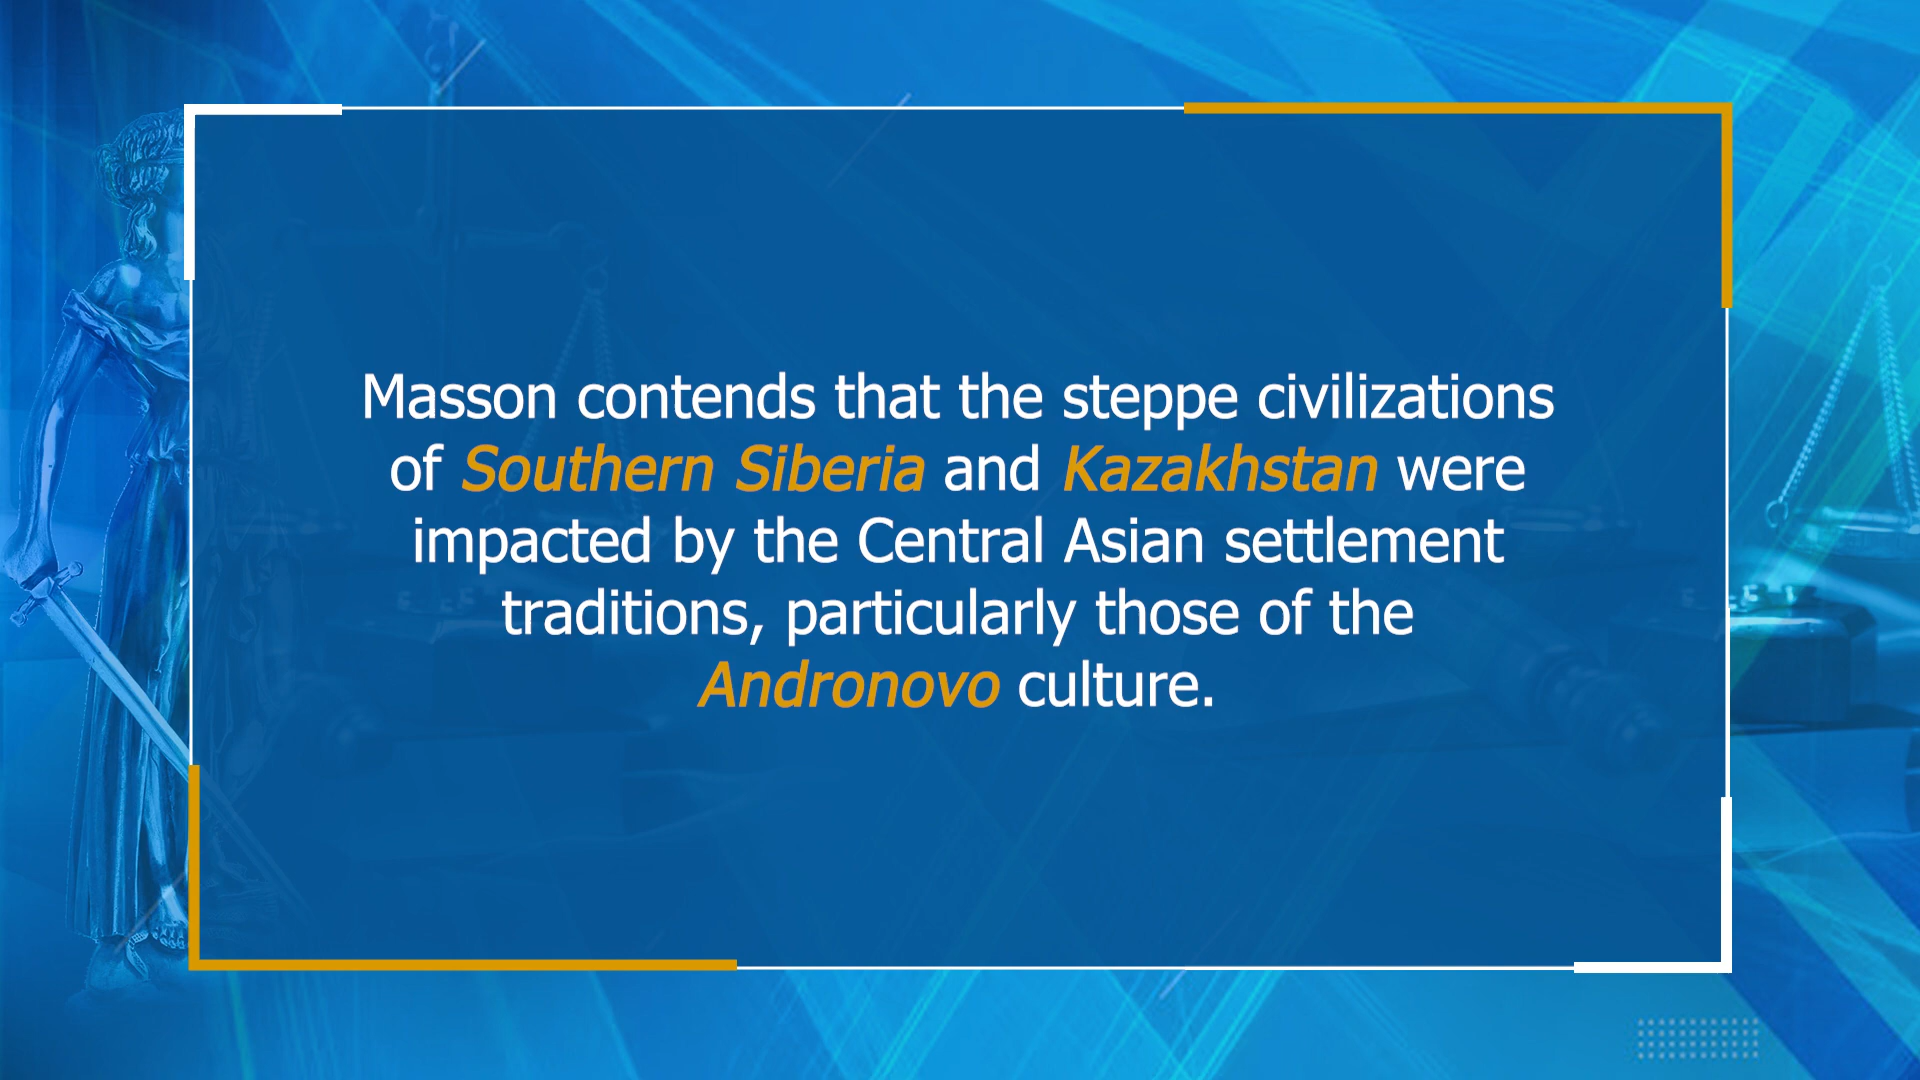 Masson contends that the steppe civilizations
of Southern Siberia and Kazakhstan were
impacted by the Central Asian settlement
traditions, particularly those of the
Andronovo culture.